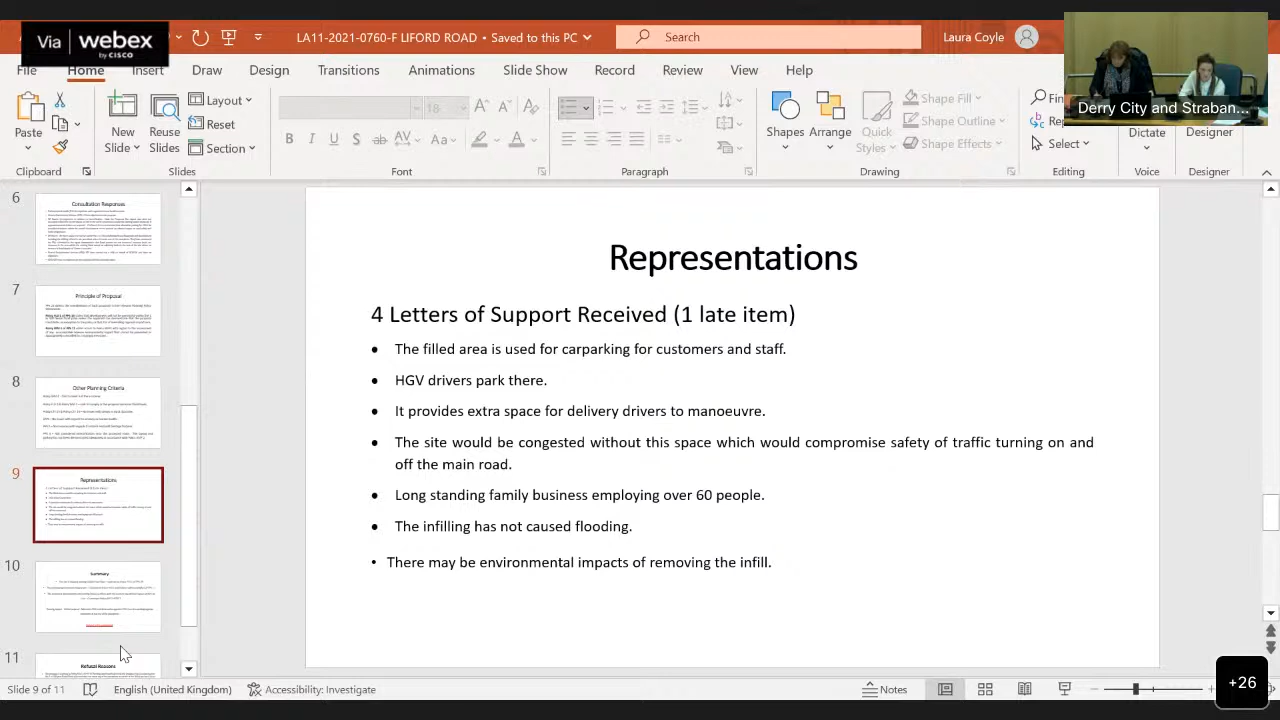 Via webex
by CISCO
LA11-2021-0760-F LIFORD ROAD • Saved to this PC
Search
Laura Coyle
File Home Insert Draw Design Transitions Animations Slide Show Record Review View Help
Derry City and Straban...
Paste
New
Slide
Reuse
Slides
Layout
Reset
Section
B I U S ab AV Aa
Shapes
Arrange
Quick
Styles
Shape Fill
Shape Outline
Shape Effects
Select
Dictate
Designer
Clipboard Slides Font Paragraph Drawing Editing Voice Designer
6
Consultation Responses
7
Principle of Proposal
8
Other Planning Criteria
9
Representations
10
Summary
11
Refusal Reasons
Representations
4 Letters of Support Received (1 late item)
● The filled area is used for carparking for customers and staff.
● HGV drivers park there.
● It provides extra space for delivery drivers to manoeuvre.
● The site would be congested without this space which would compromise safety of traffic turning on and
off the main road.
● Long standing family business employing over 60 people.
● The infilling has not caused flooding.
• There may be environmental impacts of removing the infill.
Slide 9 of 11 English (United Kingdom) Accessibility: Investigate Notes
+26